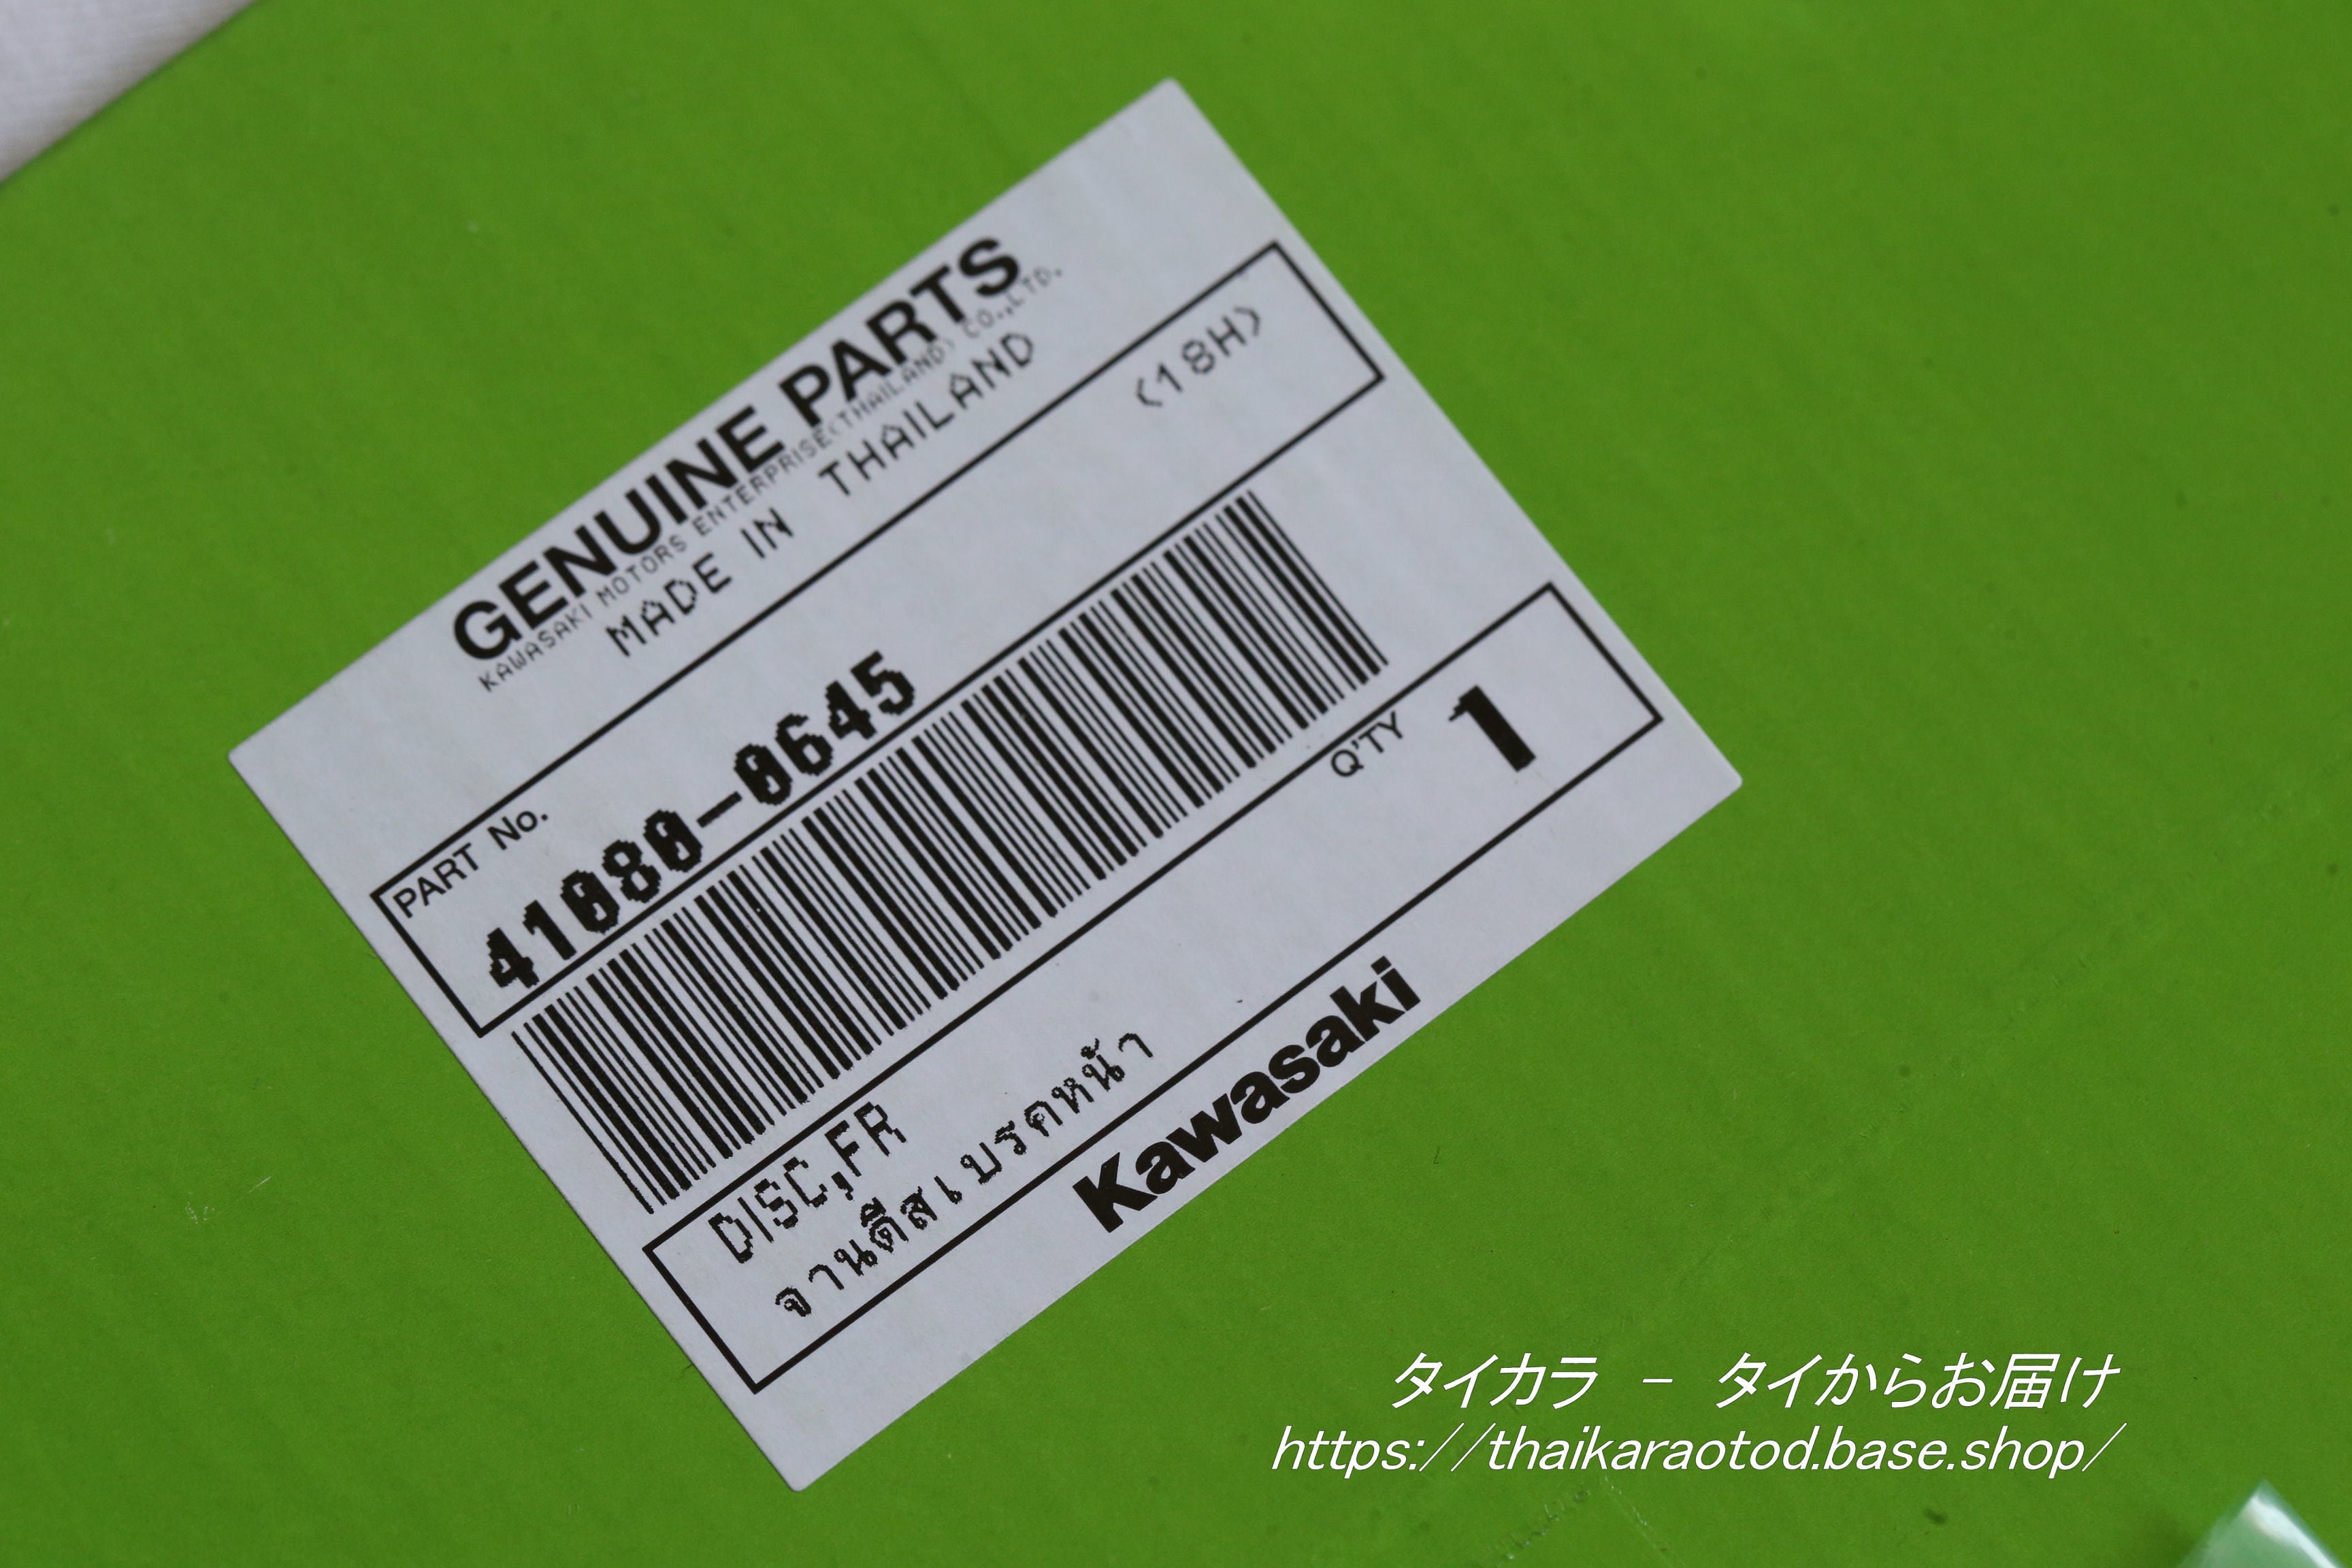 GENUINE PARTS
KAWASAKI MOTORS ENTERPRISE(THAILAND) CO.,LTD.
MADE IN THAILAND
PART No.
(18H)
41080-0645
DISC,FR
Q'TY
1
จานดีสเบรคหน้า
Kawasaki
タイカラ - タイからお届け
https://thaikaraotod.base.shop/